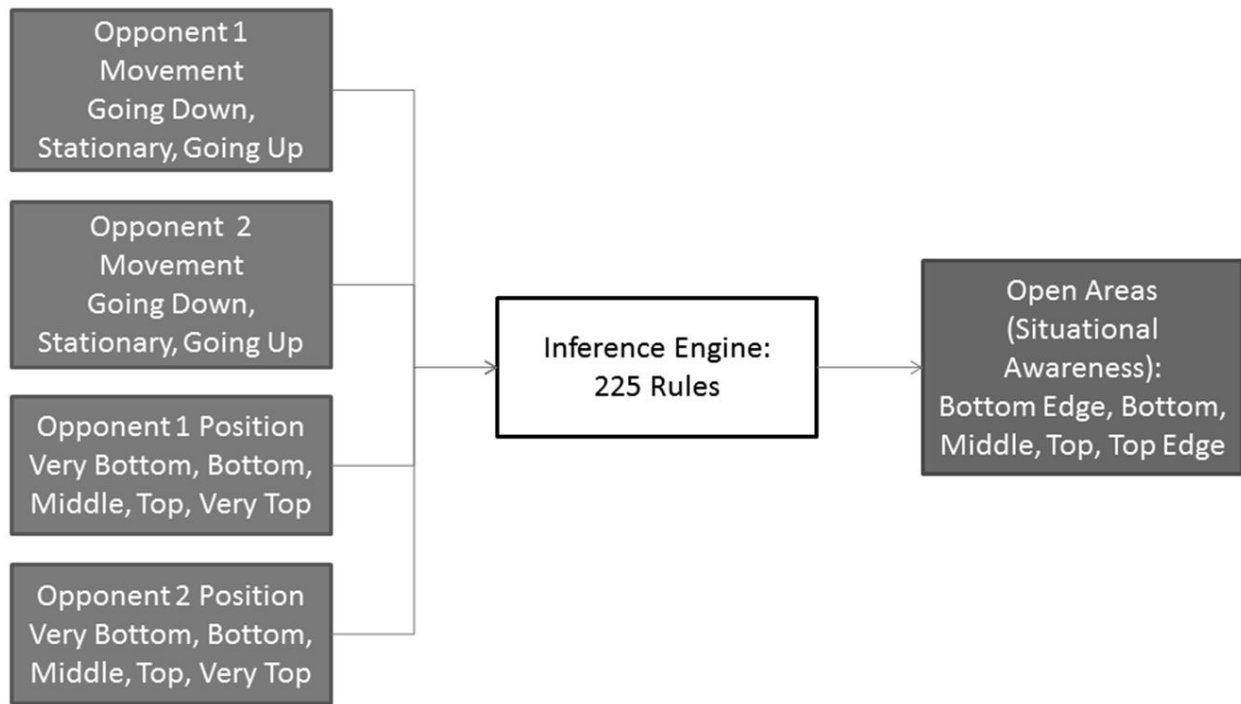 Opponent 1
Movement
Going Down,
Stationary, Going Up
Opponent 2
Movement
Going Down,
Stationary, Going Up
Opponent 1 Position
Very Bottom, Bottom,
Middle, Top, Very Top
Opponent 2 Position
Very Bottom, Bottom,
Middle, Top, Very Top
Inference Engine:
225 Rules
Open Areas
(Situational
Awareness):
Bottom Edge, Bottom,
Middle, Top, Top Edge